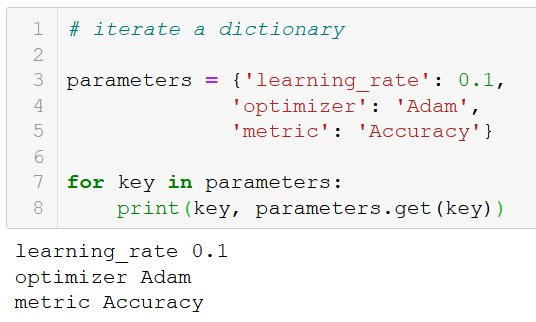 1 # iterate a dictionary
2
3 parameters = {'learning_rate': 0.1,
4 'optimizer': 'Adam',
5 'metric': 'Accuracy'}
6
7 for key in parameters:
8 print(key, parameters.get(key))
learning_rate 0.1
optimizer Adam
metric Accuracy